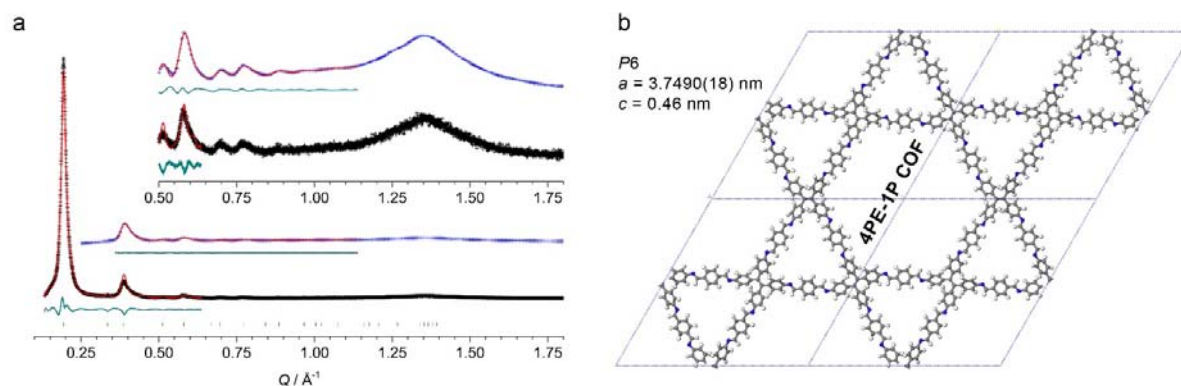 a
0.50 0.75 1.00 1.25 1.50 1.75
0.25 0.50 0.75 1.00 1.25 1.50 1.75
Q / Å-1
b
P6
a = 3.7490(18) nm
c = 0.46 nm
4PE-1P COF